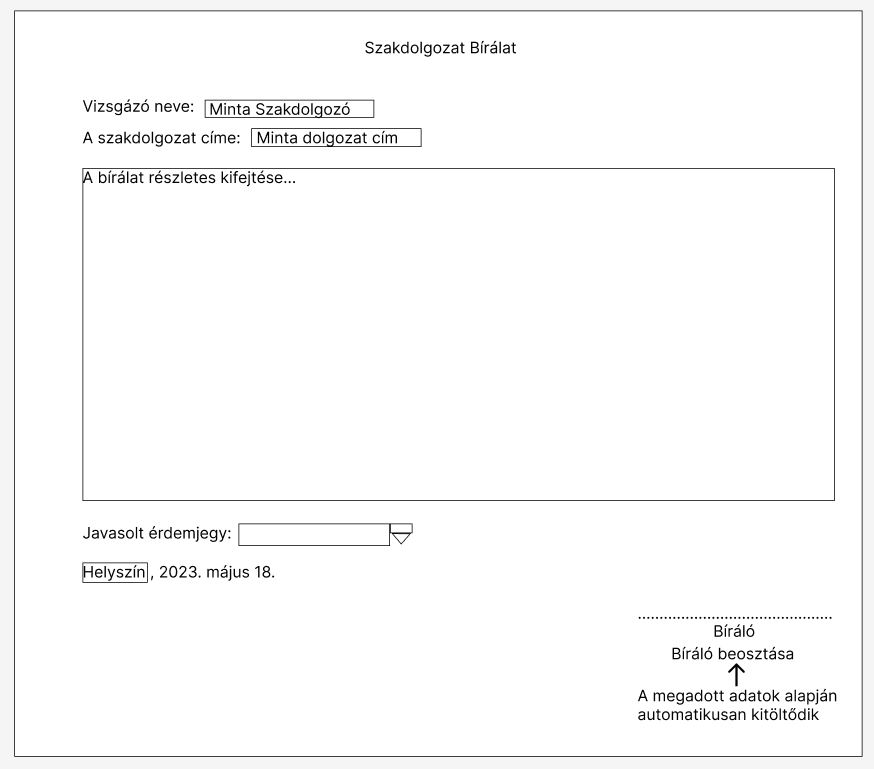 Szakdolgozat Bírálat
Vizsgázó neve: Minta Szakdolgozó
A szakdolgozat címe: Minta dolgozat cím
A bírálat részletes kifejtése...
Javasolt érdemjegy:
Helyszín, 2023. május 18.
.............................................
Bíráló
Bíráló beosztása
A megadott adatok alapján
automatikusan kitöltődik